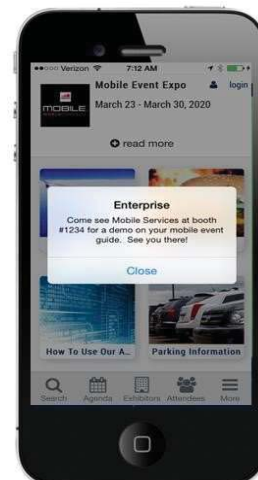 Verizon 7:12 AM
Mobile Event Expo
login
MOBILE
March 23 - March 30, 2020
read more
Enterprise
Come see Mobile Services at booth
#1234 for a demo on your mobile event
guide. See you there!
Close
How To Use Our A...
Parking Information
Search Agenda Exhibitors Attendees More